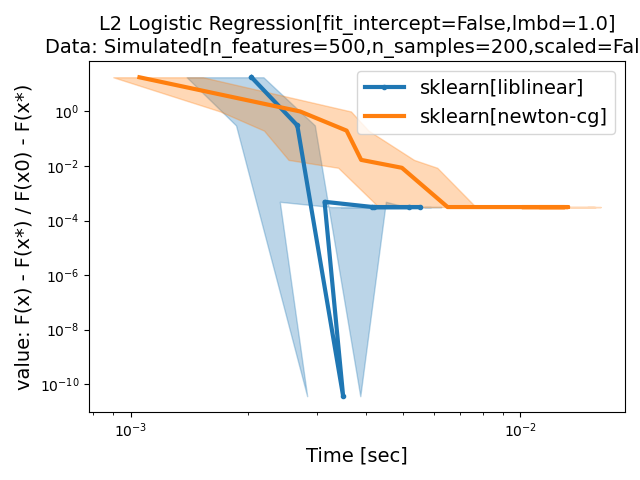 L2 Logistic Regression[fit_intercept=False,lmbd=1.0]
Data: Simulated[n_features=500,n_samples=200,scaled=Fal
value: F(x) - F(x*) / F(x0) - F(x*)
10⁰
10⁻²
10⁻⁴
10⁻⁶
10⁻⁸
10⁻¹⁰
sklearn[liblinear]
sklearn[newton-cg]
10⁻³
10⁻²
Time [sec]